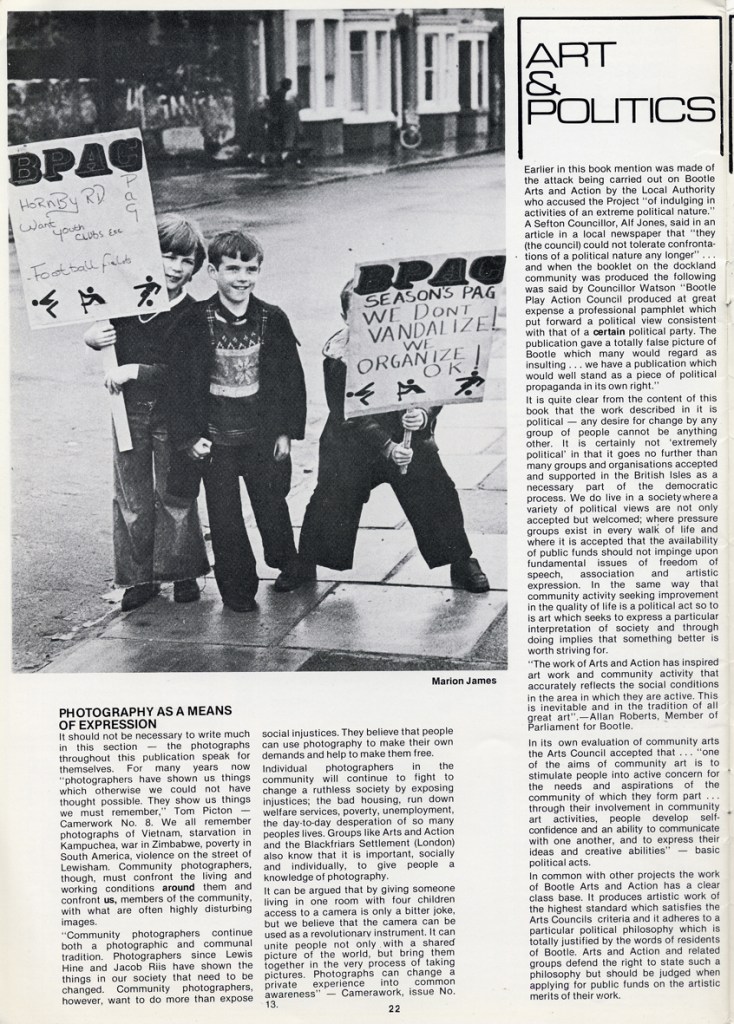 BPAG
HORNBY RD
PAG
Want
youth
CLUBS ect
Football fields
BPAG
SEASON'S PAG
WE DONT
VANDALIZE!
WE
ORGANIZE!
OK
Marion James
PHOTOGRAPHY AS A MEANS
OF EXPRESSION
It should not be necessary to write much
in this section — the photographs
throughout this publication speak for
themselves. For many years now
"photographers have shown us things
which otherwise we could not have
thought possible. They show us things
we must remember," Tom Picton —
Camerwork No. 8. We all remember
photographs of Vietnam, starvation in
Kampuchea, war in Zimbabwe, poverty in
South America, violence on the street of
Lewisham. Community photographers,
though, must confront the living and
working conditions around them and
confront us, members of the community,
with what are often highly disturbing
images.
"Community photographers continue
both a photographic and communal
tradition. Photographers since Lewis
Hine and Jacob Riis have shown the
things in our society that need to be
changed. Community photographers,
however, want to do more than expose
social injustices. They believe that people
can use photography to make their own
demands and help to make them free.
Individual photographers in the
community will continue to fight to
change a ruthless society by exposing
injustices; the bad housing, run down
welfare services, poverty, unemployment,
the day-to-day desperation of so many
peoples lives. Groups like Arts and Action
and the Blackfriars Settlement (London)
also know that it is important, socially
and individually, to give people a
knowledge of photography.
It can be argued that by giving someone
living in one room with four children
access to a camera is only a bitter joke,
but we believe that the camera can be
used as a revolutionary instrument. It can
unite people not only with a shared
picture of the world, but bring them
together in the very process of taking
pictures. Photographs can change a
private experience into common
awareness" — Camerawork, issue No.
13.
ART
&
POLITICS
Earlier in this book mention was made of
the attack being carried out on Bootle
Arts and Action by the Local Authority
who accused the Project "of indulging in
activities of an extreme political nature."
A Sefton Councillor, Alf Jones, said in an
article in a local newspaper that "they
(the council) could not tolerate confronta-
tions of a political nature any longer" . . .
and when the booklet on the dockland
community was produced the following
was said by Councillor Watson "Bootle
Play Action Council produced at great
expense a professional pamphlet which
put forward a political view consistent
with that of a certain political party. The
publication gave a totally false picture of
Bootle which many would regard as
insulting . . . we have a publication which
would well stand as a piece of political
propaganda in its own right."
It is quite clear from the content of this
book that the work described in it is
political — any desire for change by any
group of people cannot be anything
other. It is certainly not 'extremely
political' in that it goes no further than
many groups and organisations accepted
and supported in the British Isles as a
necessary part of the democratic
process. We do live in a society where a
variety of political views are not only
accepted but welcomed; where pressure
groups exist in every walk of life and
where it is accepted that the availability
of public funds should not impinge upon
fundamental issues of freedom of
speech, association and artistic
expression. In the same way that
community activity seeking improvement
in the quality of life is a political act so to
is art which seeks to express a particular
interpretation of society and through
doing implies that something better is
worth striving for.
"The work of Arts and Action has inspired
art work and community activity that
accurately reflects the social conditions
in the area in which they are active. This
is inevitable and in the tradition of all
great art".—Allan Roberts, Member of
Parliament for Bootle.
In its own evaluation of community arts
the Arts Council accepted that . . . "one
of the aims of community art is to
stimulate people into active concern for
the needs and aspirations of the
community of which they form part . . .
through their involvement in community
art activities, people develop self-
confidence and an ability to communicate
with one another, and to express their
ideas and creative abilities" — basic
political acts.
In common with other projects the work
of Bootle Arts and Action has a clear
class base. It produces artistic work of
the highest standard which satisfies the
Arts Councils criteria and it adheres to a
particular political philosophy which is
totally justified by the words of residents
of Bootle. Arts and Action and related
groups defend the right to state such a
philosophy but should be judged when
applying for public funds on the artistic
merits of their work.
22